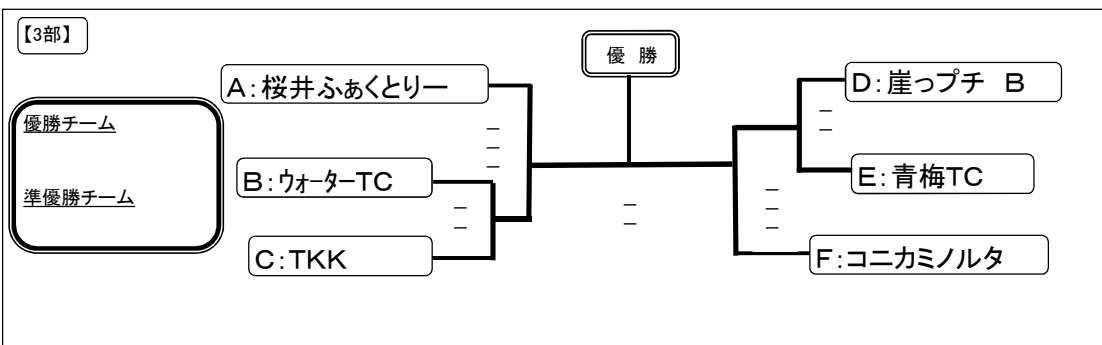 【3部】
優 勝
A:桜井ふぁくとりー
D:崖っプチ B
優勝チーム
B:ウォーターTC
E:青梅TC
準優勝チーム
C:TKK
F:コニカミノルタ